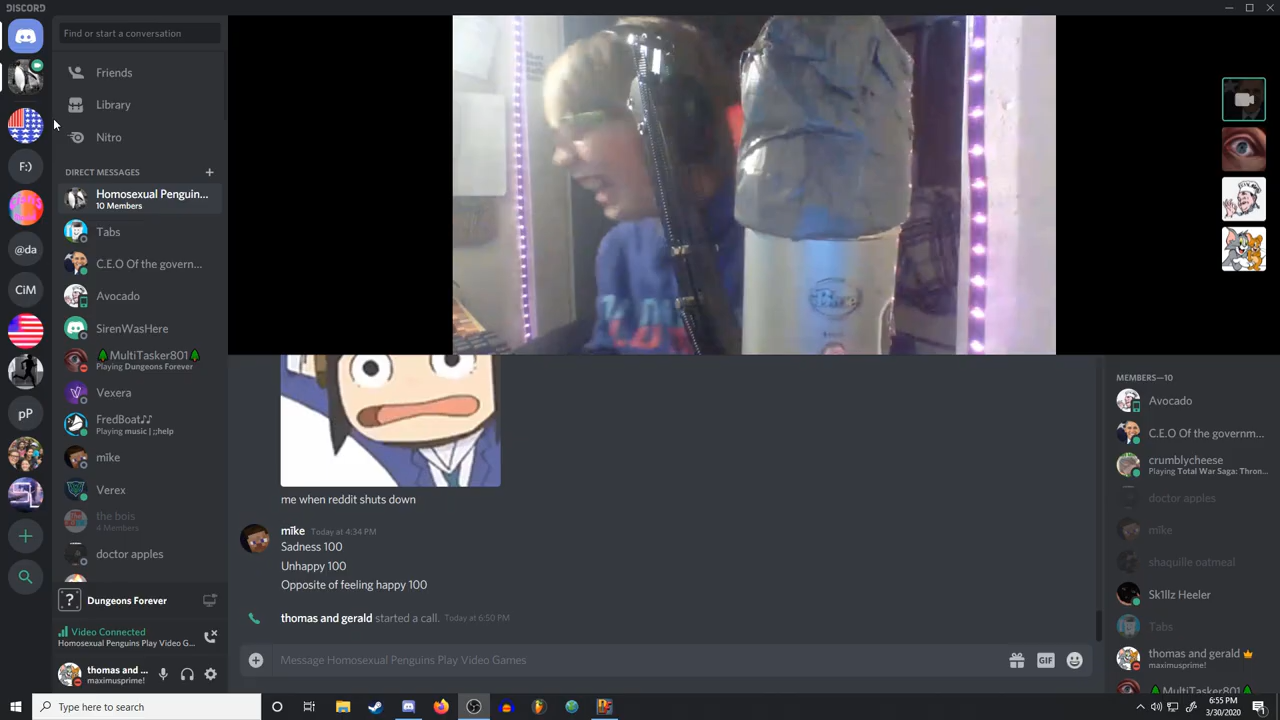 DISCORD
Find or start a conversation
Friends
Library
Nitro
DIRECT MESSAGES
Homosexual Penguin...
10 Members
Tabs
C.E.O Of the govern...
Avocado
SirenWasHere
🌲MultiTasker801🌲
Playing Dungeons Forever
Vexera
FredBoat♪♪
Playing music | ;;help
mīke
Verex
the bois
4 Members
doctor apples
F:)
@da
CiM
pP
Dungeons Forever
Video Connected
Homosexual Penguins Play Video G...
thomas and ...
maximusprime!
Blue
me when reddit shuts down
mīke Today at 4:34 PM
Sadness 100
Unhappy 100
Opposite of feeling happy 100
thomas and gerald started a call. Today at 6:50 PM
Message Homosexual Penguins Play Video Games
GIF
MEMBERS—10
Avocado
C.E.O Of the governm...
crumblycheese
Playing Total War Saga: Thron...
doctor apples
mīke
shaquille oatmeal
Sk1llz Heeler
Tabs
thomas and gerald
maximusprime!
🌲MultiTasker801🌲
Type here to search
6:55 PM
3/30/2020